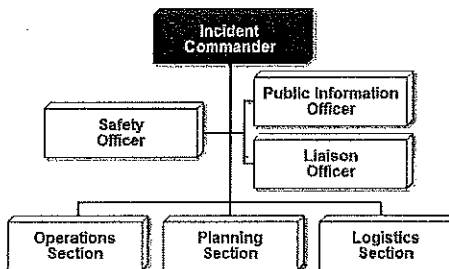 Incident
Commander
Public Information
Officer
Safety
Officer
Liaison
Officer
Operations
Section
Planning
Section
Logistics
Section